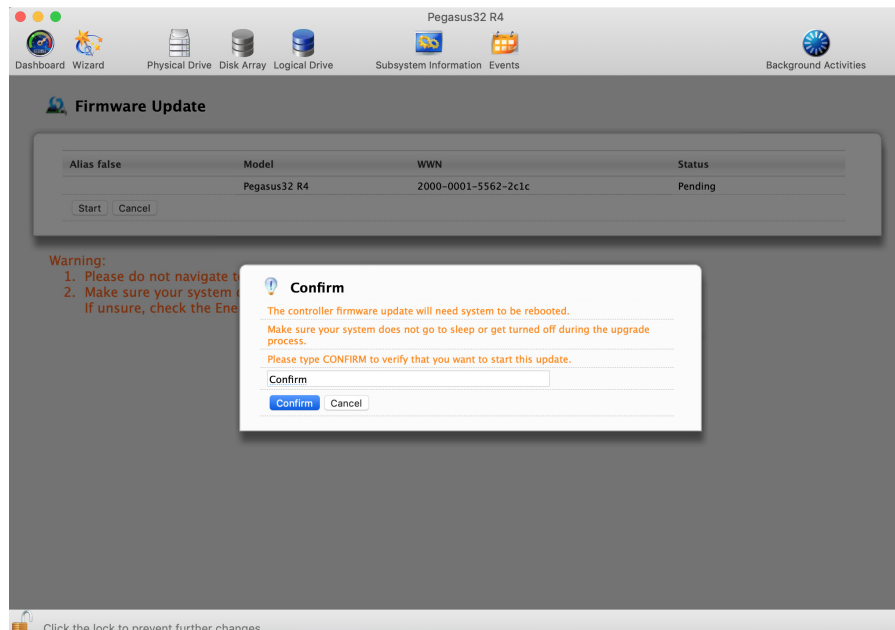 Pegasus32 R4
Dashboard Wizard Physical Drive Disk Array Logical Drive Subsystem Information Events Background Activities
Firmware Update
Alias false Model WWN Status
Pegasus32 R4 2000-0001-5562-2c1c Pending
Start Cancel
Warning:
1. Please do not navigate
2. Make sure your system
If unsure, check the Ene
Confirm
The controller firmware update will need system to be rebooted.
Make sure your system does not go to sleep or get turned off during the upgrade
process.
Please type CONFIRM to verify that you want to start this update.
Confirm
Confirm Cancel
Click the lock to prevent further changes